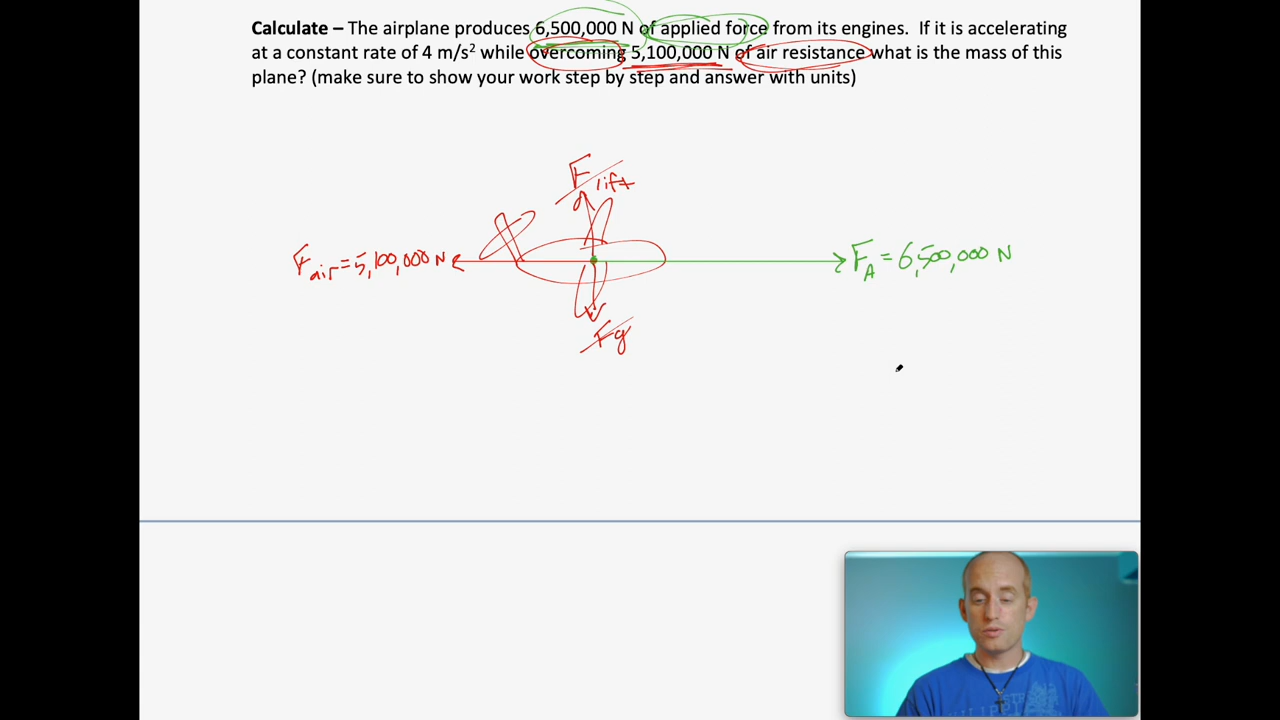 Calculate – The airplane produces 6,500,000 N of applied force from its engines. If it is accelerating
at a constant rate of 4 m/s² while overcoming 5,100,000 N of air resistance what is the mass of this
plane? (make sure to show your work step by step and answer with units)
F lift
F air = 5,100,000 N
F A = 6,500,000 N
Fg